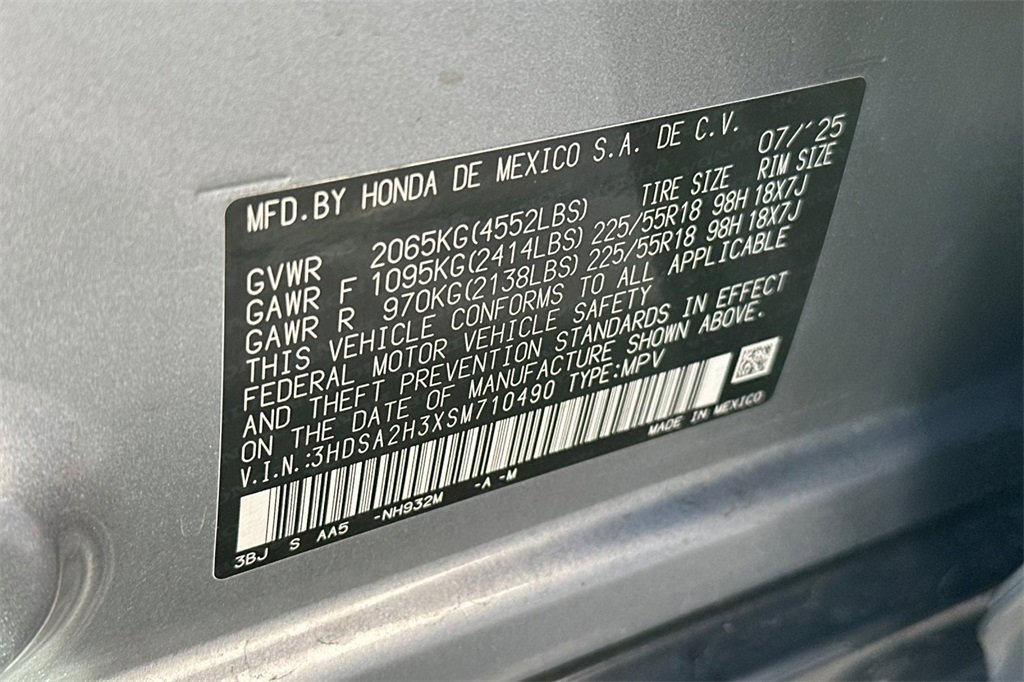 MFD.BY HONDA DE MEXICO S.A. DE C.V. 07/'25
TIRE SIZE RIM SIZE
GVWR 2065KG(4552LBS)
GAWR F 1095KG(2414LBS) 225/55R18 98H 18X7J
GAWR R 970KG(2138LBS) 225/55R18 98H 18X7J
THIS VEHICLE CONFORMS TO ALL APPLICABLE
FEDERAL MOTOR VEHICLE SAFETY
AND THEFT PREVENTION STANDARDS IN EFFECT
ON THE DATE OF MANUFACTURE SHOWN ABOVE.
V.I.N.:3HDSA2H3XSM710490 TYPE:MPV
MADE IN MEXICO
3BJ S AA5 -NH932M -A -M